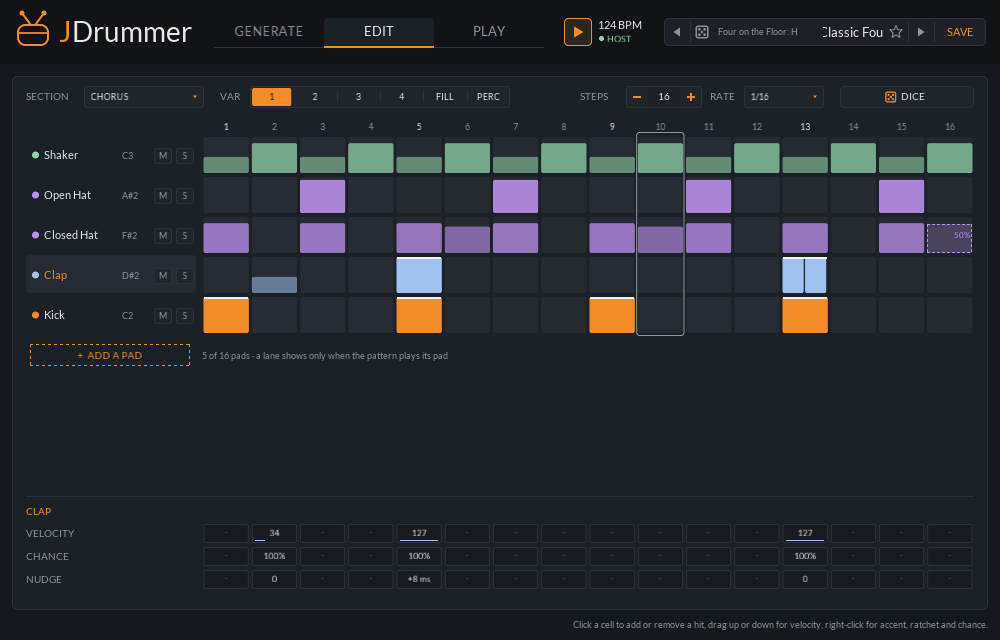 JDrummer
GENERATE EDIT PLAY
124 BPM
HOST
Four on the Floor: H
Classic Fou
SAVE
SECTION CHORUS VAR 1 2 3 4 FILL PERC STEPS 16 RATE 1/16 DICE
1 2 3 4 5 6 7 8 9 10 11 12 13 14 15 16
Shaker C3 M S
Open Hat A#2 M S
Closed Hat F#2 M S 50%
Clap D#2 M S
Kick C2 M S
+ ADD A PAD 5 of 16 pads · a lane shows only when the pattern plays its pad
CLAP
VELOCITY - 34 - - 127 - - - - - - - 127 - - -
CHANCE - 100% - - 100% - - - - - - - 100% - - -
NUDGE - 0 - - +8 ms - - - - - - - 0 - - -
Click a cell to add or remove a hit, drag up or down for velocity, right-click for accent, ratchet and chance.